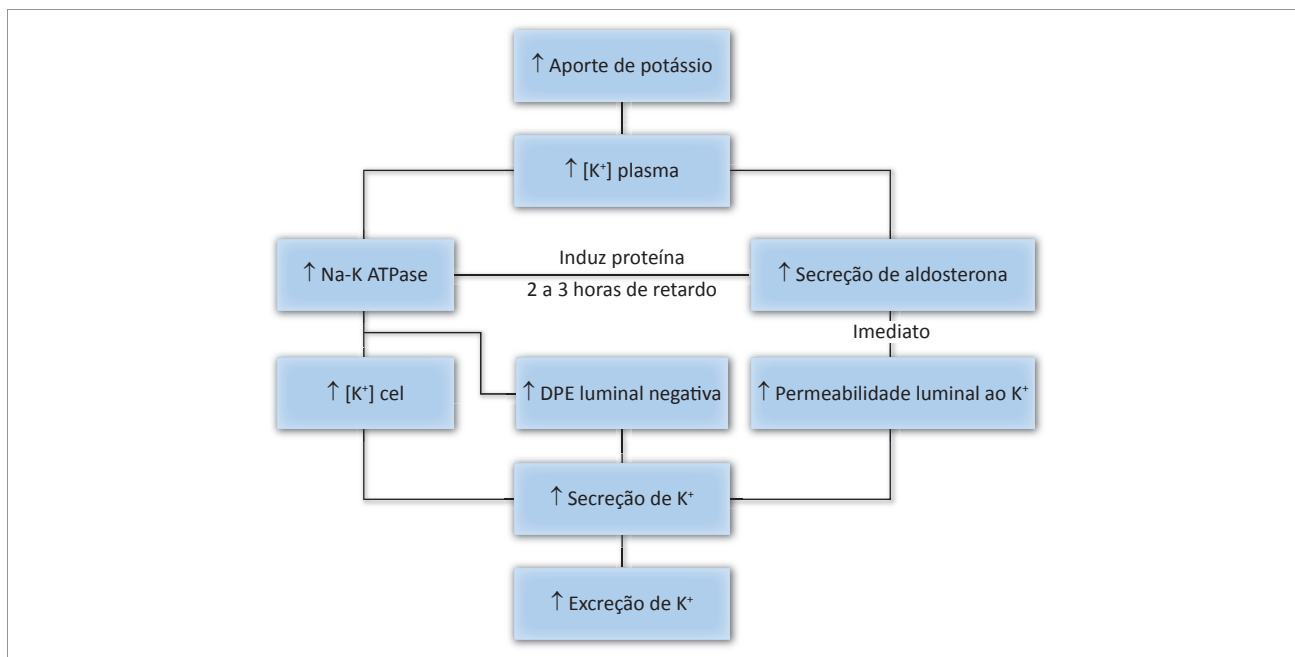 ↑ Aporte de potássio
↑ [K⁺] plasma
↑ Na-K ATPase
Induz proteína
2 a 3 horas de retardo
↑ Secreção de aldosterona
Imediato
↑ [K⁺] cel
↑ DPE luminal negativa
↑ Permeabilidade luminal ao K⁺
↑ Secreção de K⁺
↑ Excreção de K⁺